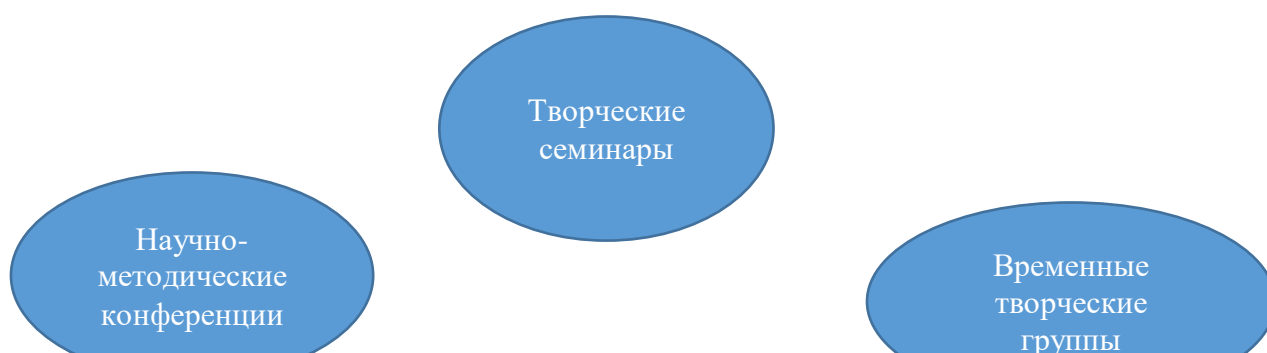 Творческие
семинары
Научно-
методические
конференции
Временные
творческие
группы